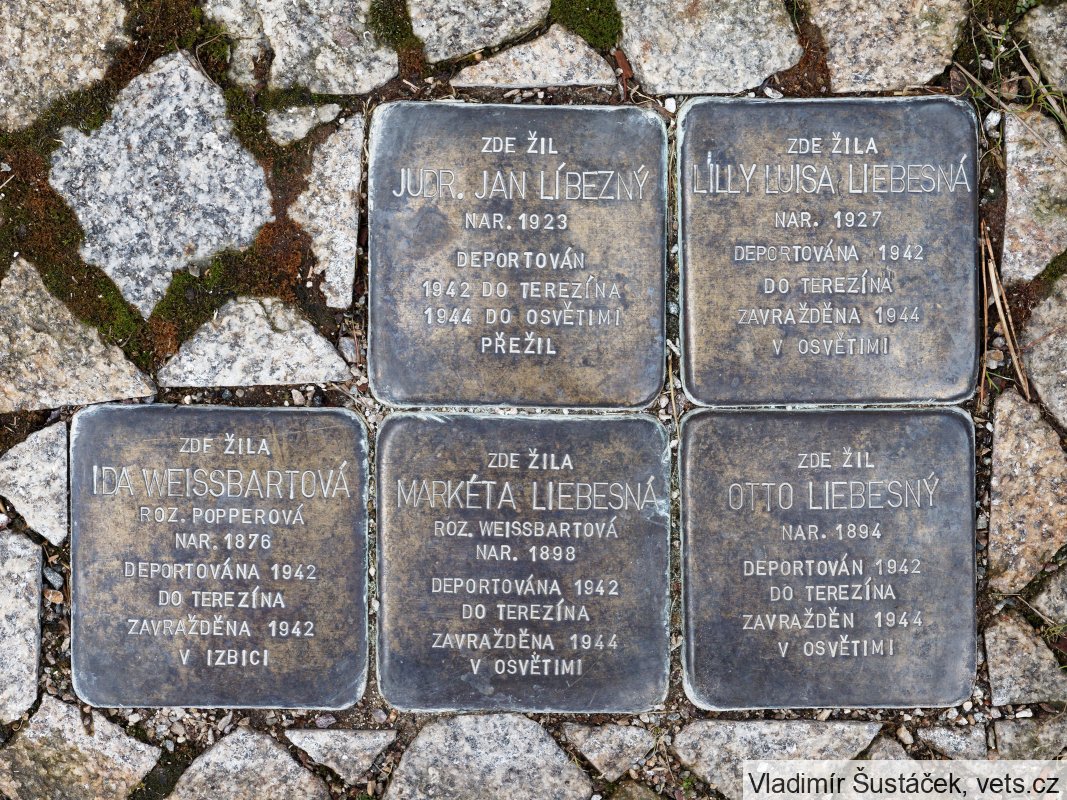 ZDE ŽIL
JUDR. JAN LÍBEZNÝ
NAR. 1923
DEPORTOVÁN
1942 DO TEREZÍNA
1944 DO OSVĚTIMI
PŘEŽIL
ZDE ŽILA
LILLY LUISA LIEBESNÁ
NAR. 1927
DEPORTOVÁNA 1942
DO TEREZÍNA
ZAVRAŽDĚNA 1944
V OSVĚTIMI
ZDE ŽILA
IDA WEISSBARTOVÁ
ROZ. POPPEROVÁ
NAR. 1876
DEPORTOVÁNA 1942
DO TEREZÍNA
ZAVRAŽDĚNA 1942
V IZBICI
ZDE ŽILA
MARKÉTA LIEBESNÁ
ROZ. WEISSBARTOVÁ
NAR. 1898
DEPORTOVÁNA 1942
DO TEREZÍNA
ZAVRAŽDĚNA 1944
V OSVĚTIMI
ZDE ŽIL
OTTO LIEBESNÝ
NAR. 1894
DEPORTOVÁN 1942
DO TEREZÍNA
ZAVRAŽDĚN 1944
V OSVĚTIMI
Vladimír Šustáček, vets.cz